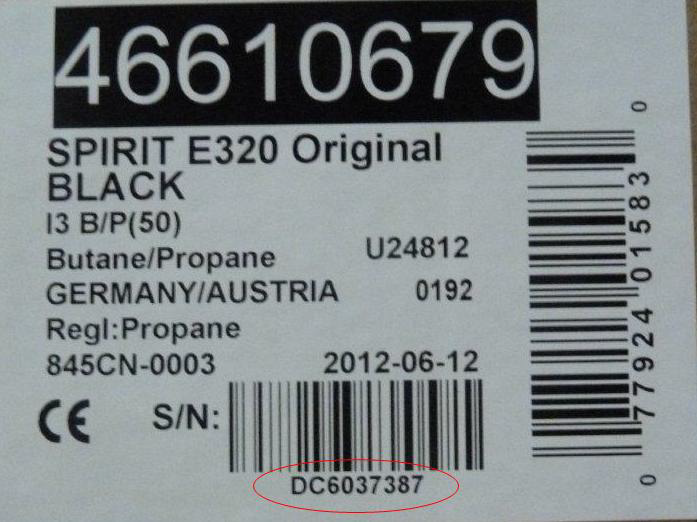 46610679
SPIRIT E320 Original
BLACK
I3 B/P(50)
Butane/Propane U24812
GERMANY/AUSTRIA 0192
Regl:Propane
845CN-0003 2012-06-12
CE S/N:
DC6037387
0 77924 01583 0